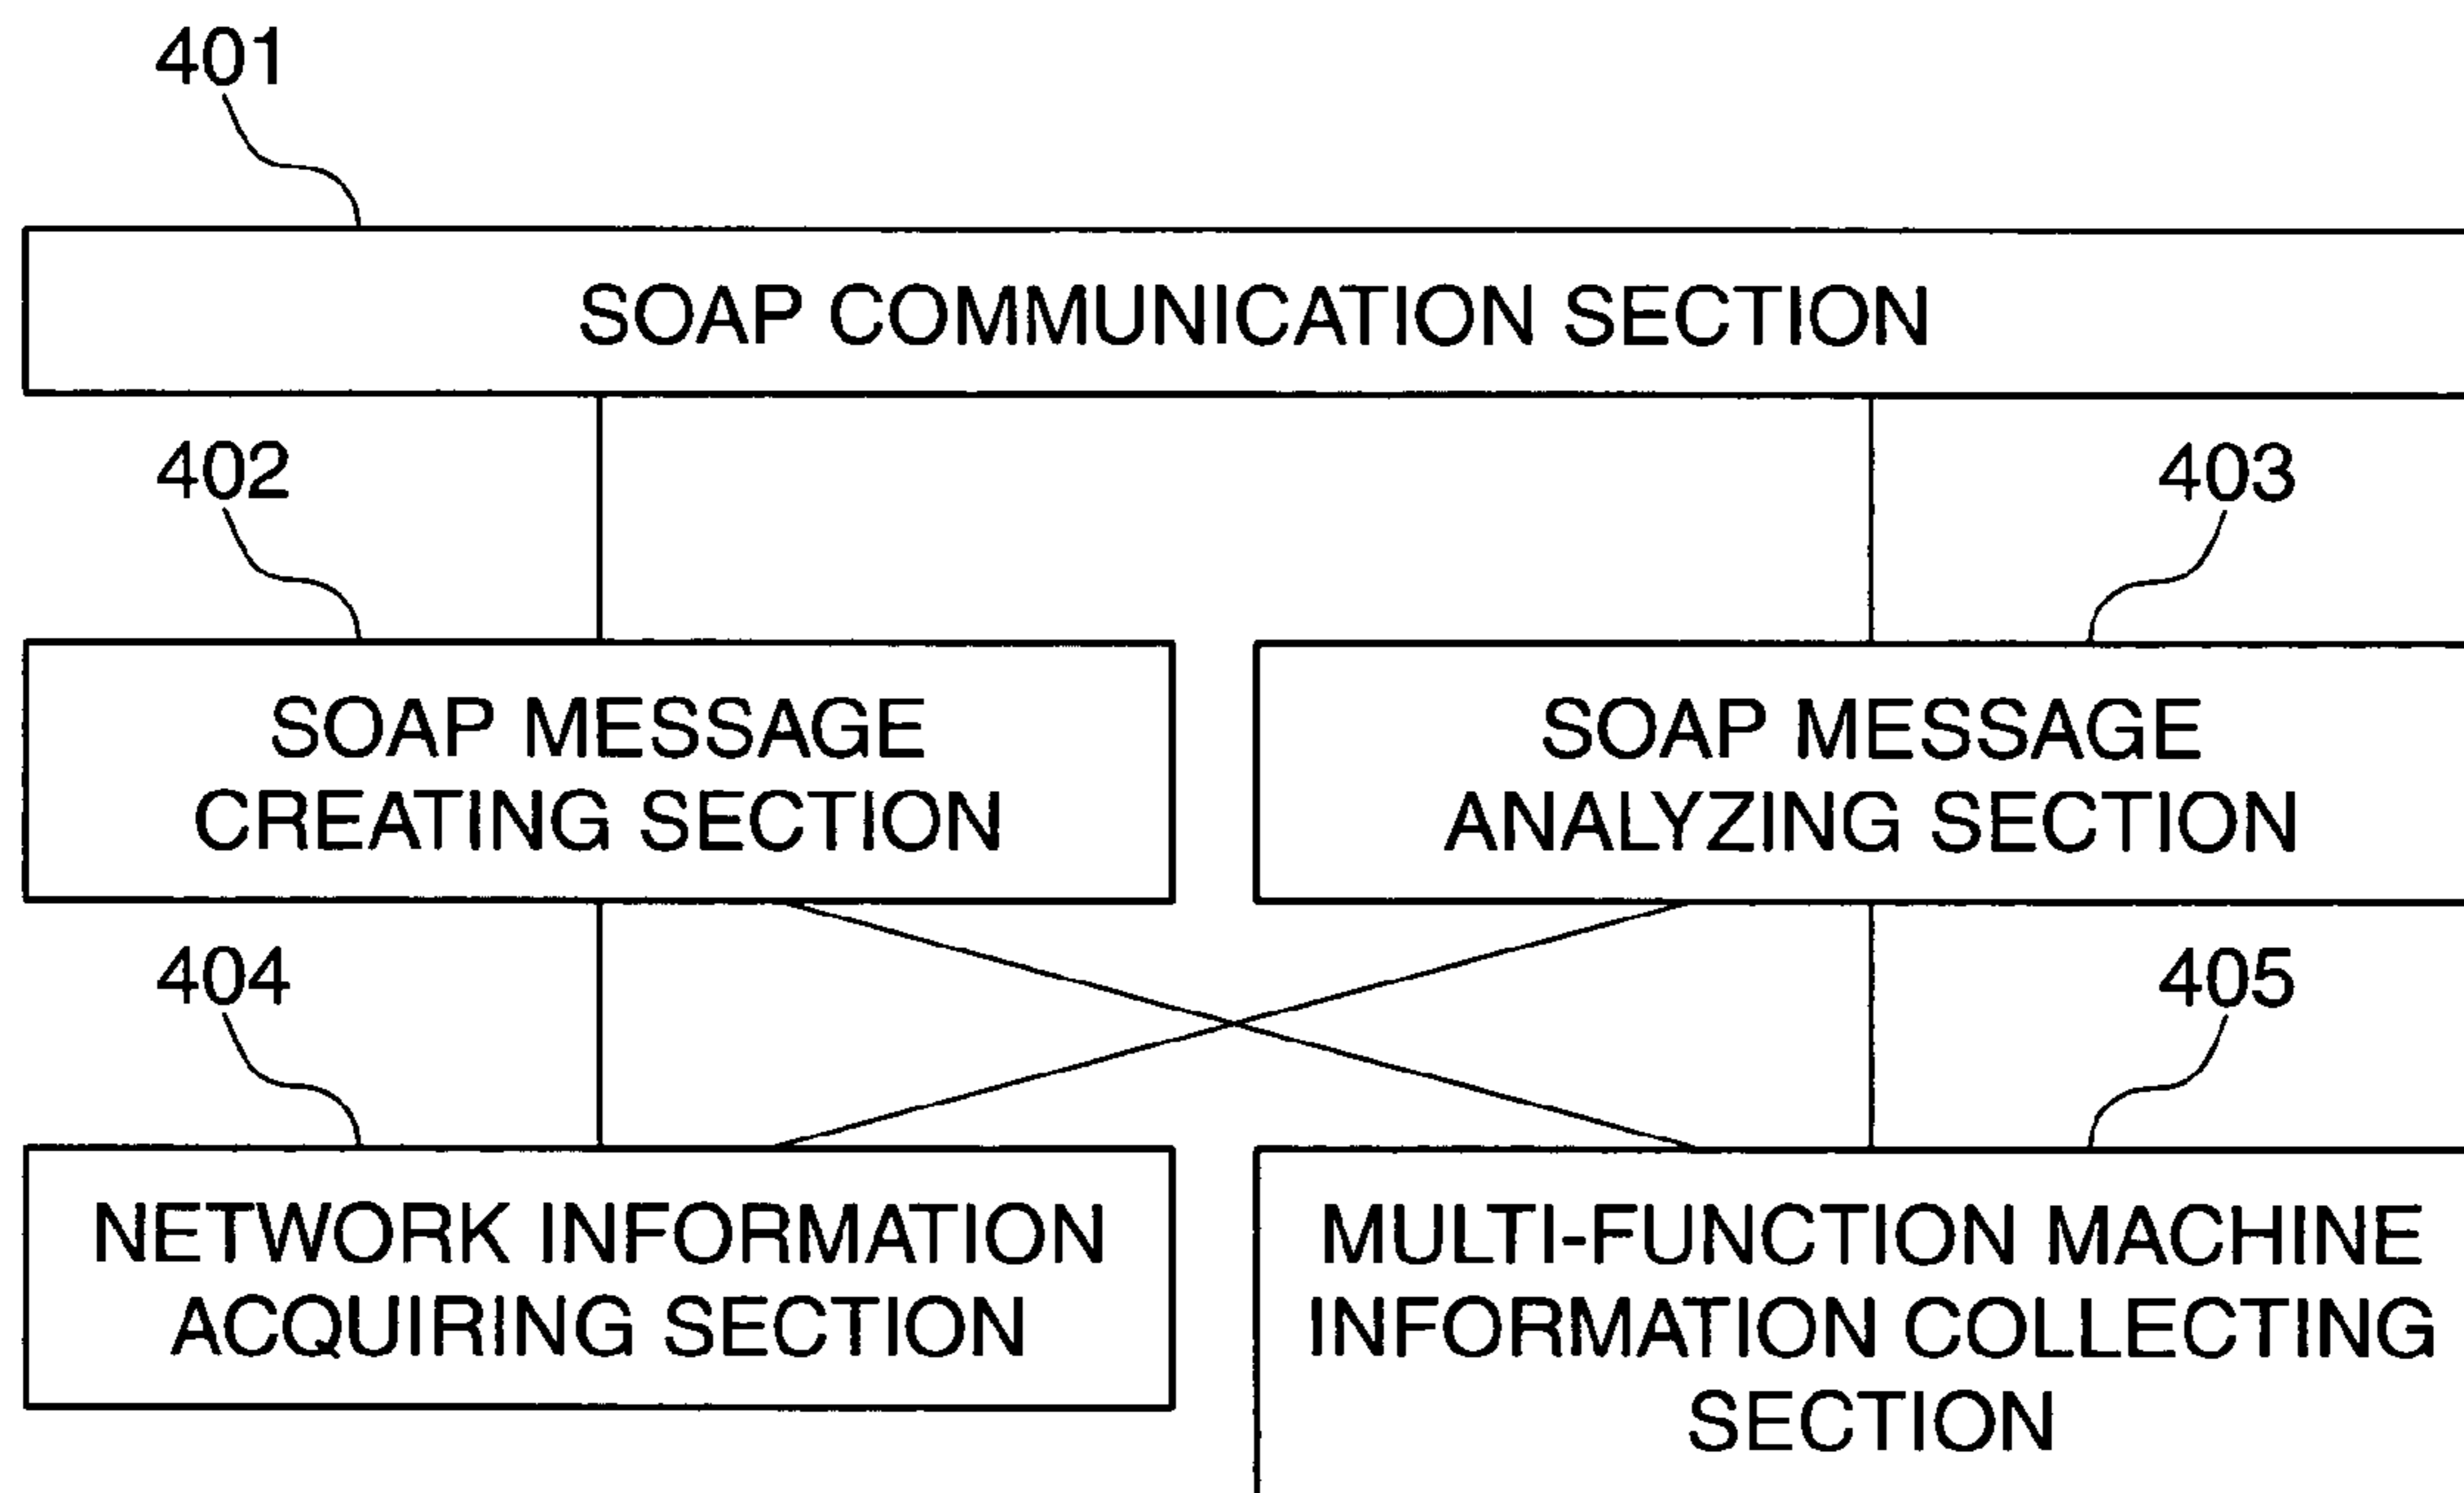 401
SOAP COMMUNICATION SECTION
402
403
SOAP MESSAGE
CREATING SECTION
SOAP MESSAGE
ANALYZING SECTION
404
405
NETWORK INFORMATION
ACQUIRING SECTION
MULTI-FUNCTION MACHINE
INFORMATION COLLECTING
SECTION